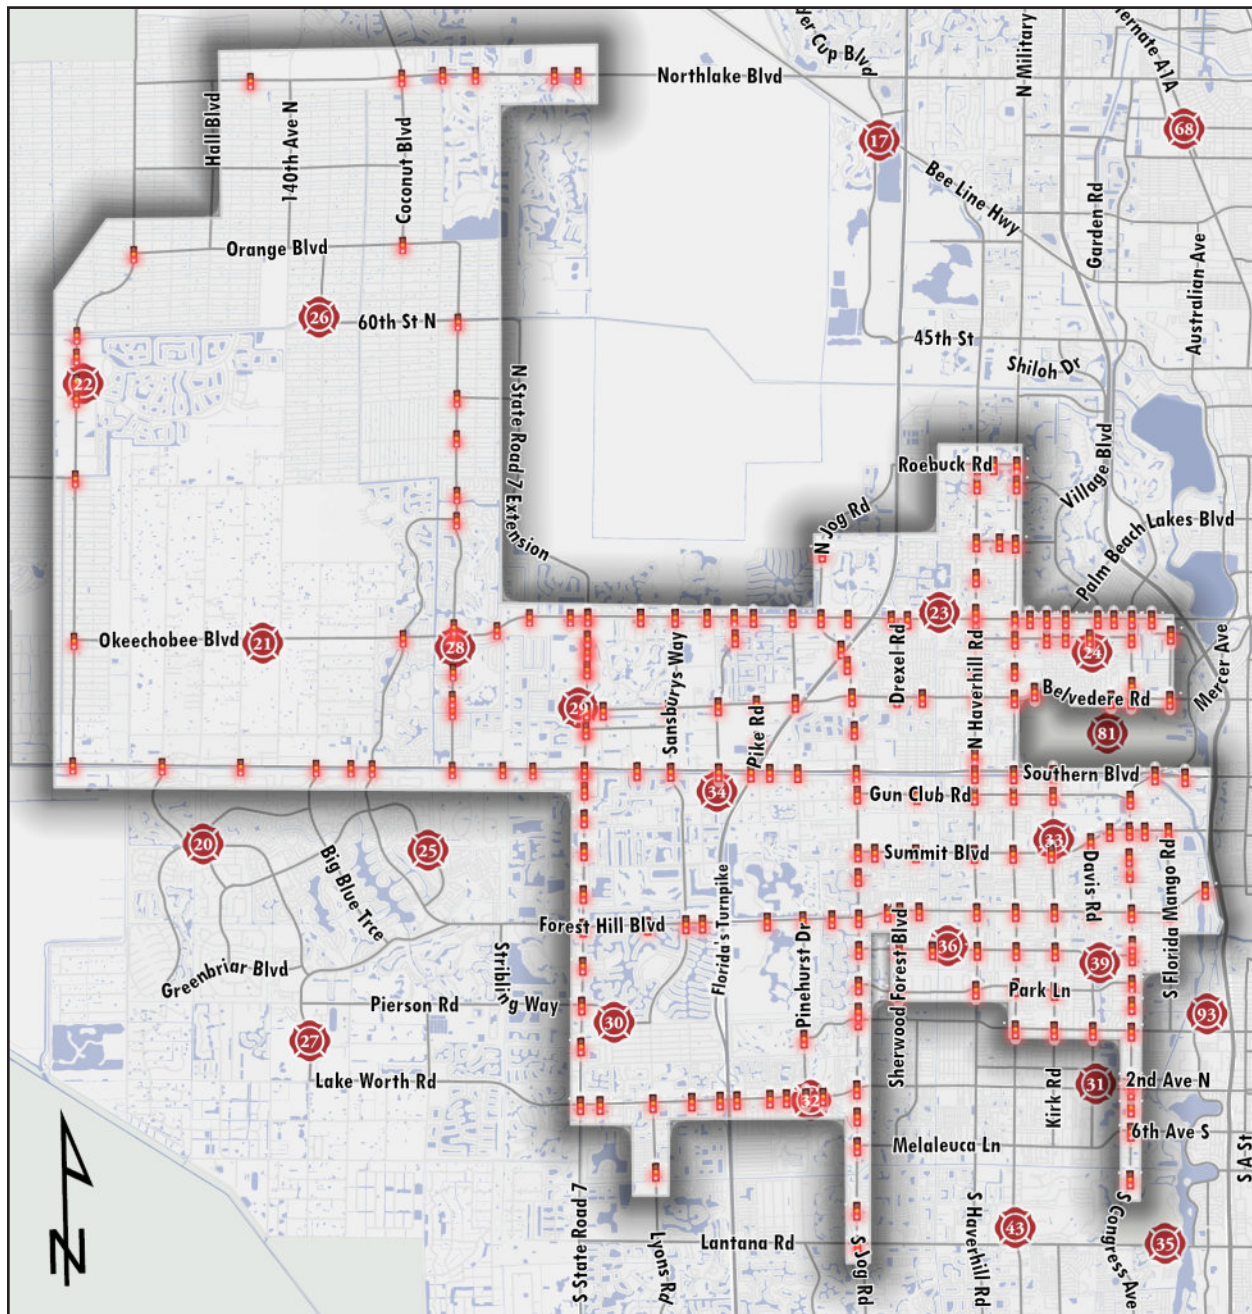 Northlake Blvd
N Military
68
17
Hall Blvd
140th Ave N
Coconut Blvd
Bee Line Hwy
Garden Rd
Orange Blvd
Australian Ave
26
60th St N
45th St
Shiloh Dr
22
N State Road 7 Extension
Roebuck Rd
Village Blvd
N Jog Rd
Palm Beach Lakes Blvd
23
Okeechobee Blvd
21
28
Sansburys Way
Drexel Rd
N Haverhill Rd
24
Mercer Ave
29
Pike Rd
Belvedere Rd
81
34
Southern Blvd
Gun Club Rd
20
25
Big Blue Trce
Summit Blvd
33
Davis Rd
S Florida Mango Rd
Forest Hill Blvd
Florida's Turnpike
Pinehurst Dr
Sherwood Forest Blvd
36
39
Greenbriar Blvd
Stribling Way
Pierson Rd
Park Ln
30
93
27
Lake Worth Rd
32
Kirk Rd
31
2nd Ave N
6th Ave S
Melaleuca Ln
S A St
N
S State Road 7
Lyons Rd
Lantana Rd
S Jog Rd
S Haverhill Rd
43
S Congress Ave
35